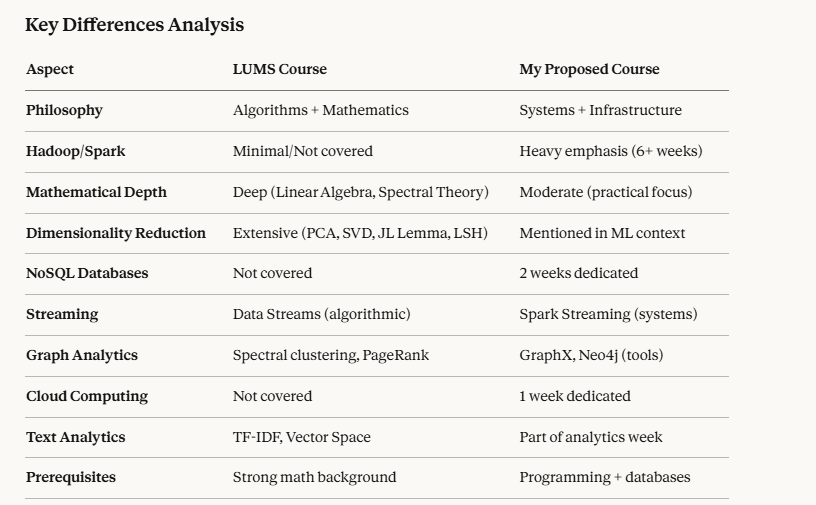 Key Differences Analysis
Aspect LUMS Course My Proposed Course
Philosophy Algorithms + Mathematics Systems + Infrastructure
Hadoop/Spark Minimal/Not covered Heavy emphasis (6+ weeks)
Mathematical Depth Deep (Linear Algebra, Spectral Theory) Moderate (practical focus)
Dimensionality Reduction Extensive (PCA, SVD, JL Lemma, LSH) Mentioned in ML context
NoSQL Databases Not covered 2 weeks dedicated
Streaming Data Streams (algorithmic) Spark Streaming (systems)
Graph Analytics Spectral clustering, PageRank GraphX, Neo4j (tools)
Cloud Computing Not covered 1 week dedicated
Text Analytics TF-IDF, Vector Space Part of analytics week
Prerequisites Strong math background Programming + databases